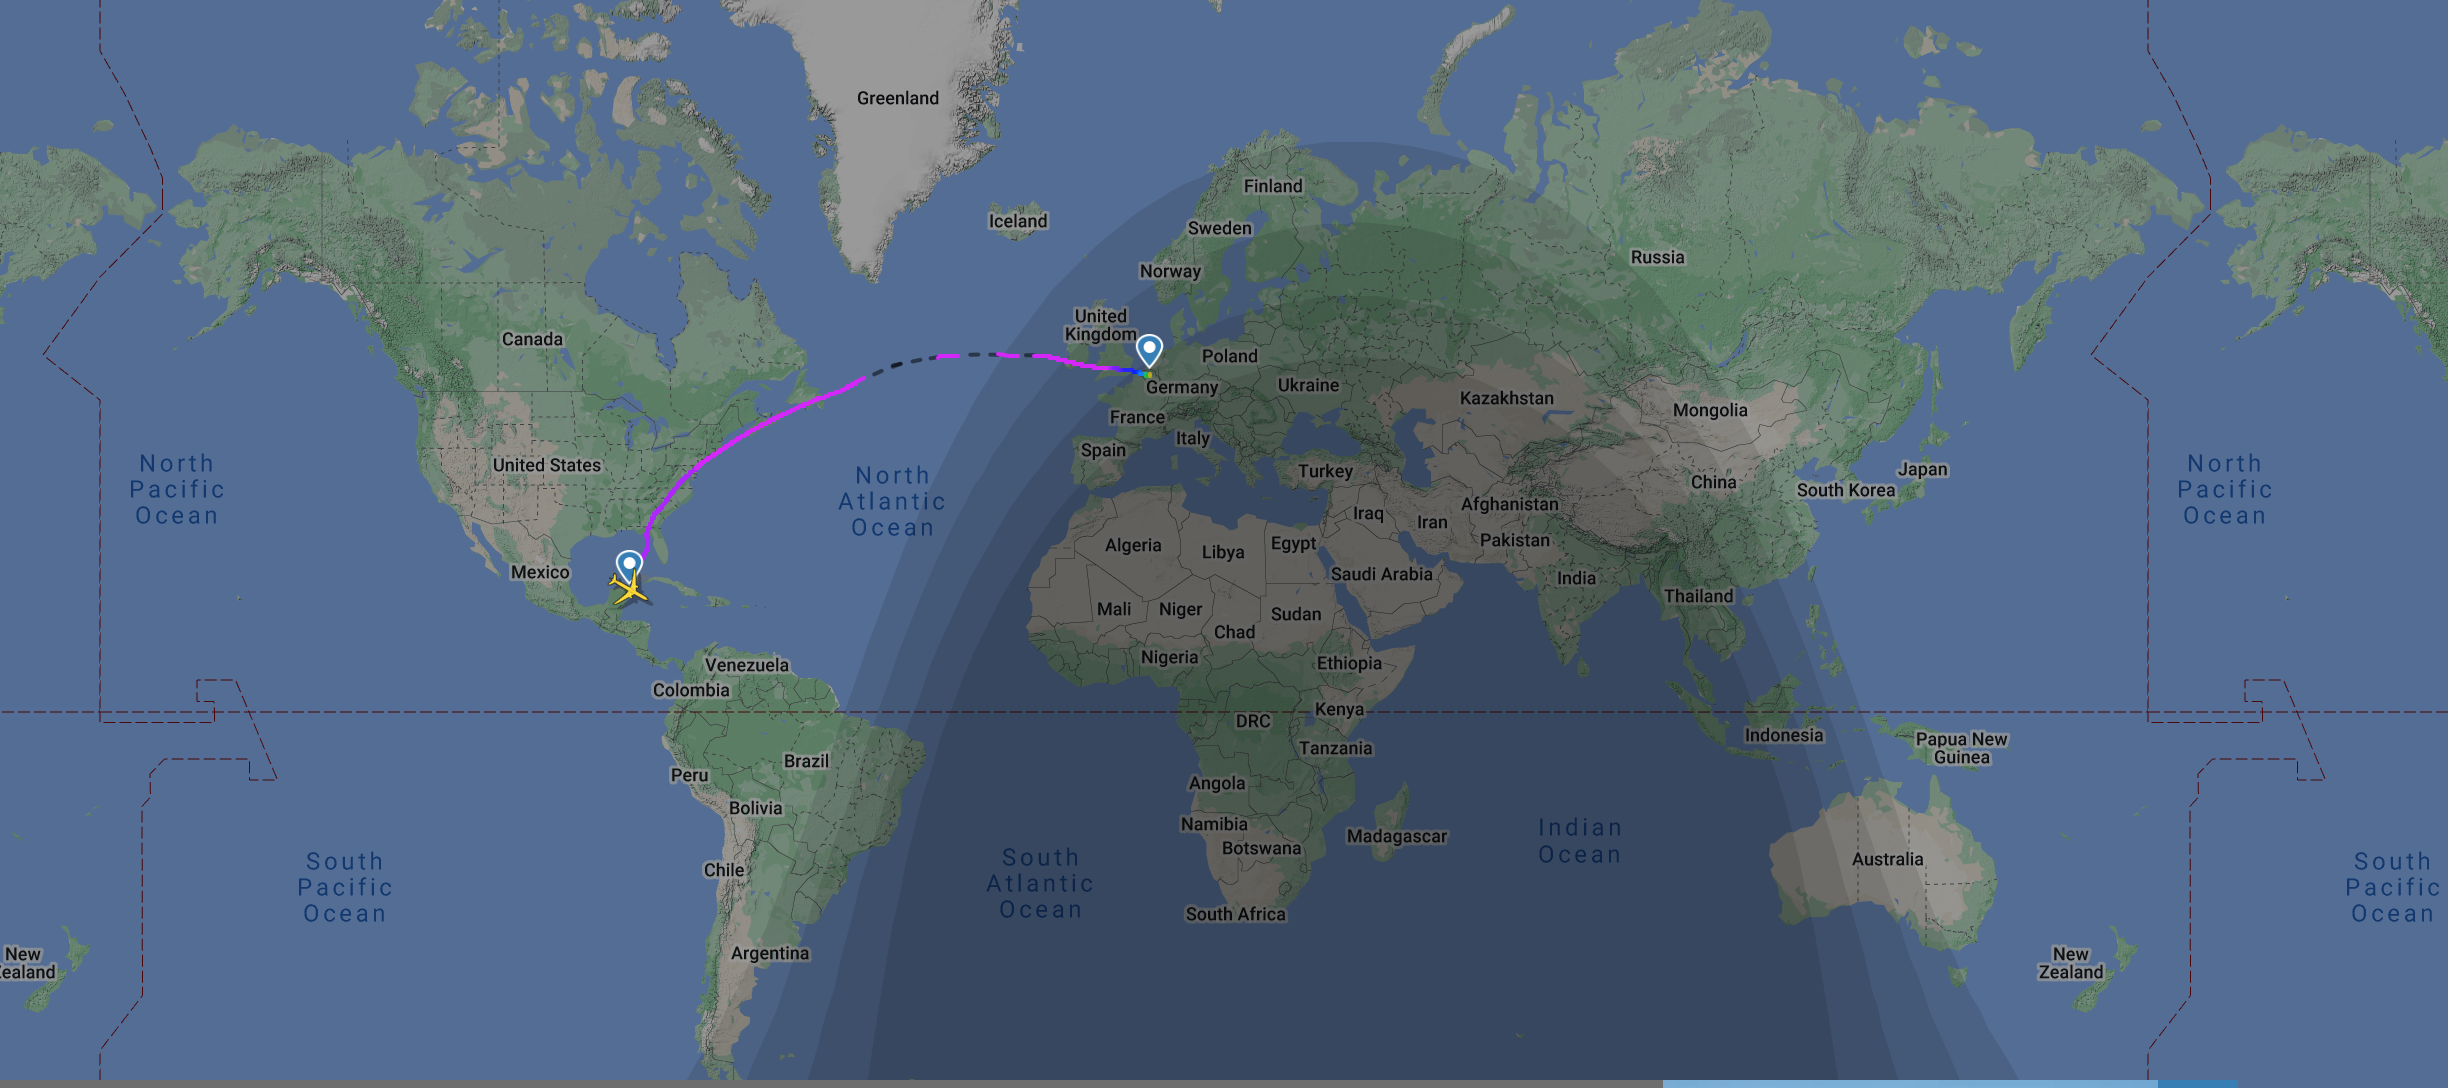 Greenland
Iceland
Finland
Sweden
Norway
Russia
Canada
United
Kingdom
Poland
Germany
Ukraine
Kazakhstan
Mongolia
France
Italy
Spain
Turkey
North
Pacific
Ocean
United States
North
Atlantic
Ocean
Afghanistan
China
South Korea
Japan
North
Pacific
Ocean
Mexico
Algeria
Libya
Egypt
Iraq
Iran
Pakistan
Saudi Arabia
India
Thailand
Mali
Niger
Chad
Sudan
Nigeria
Ethiopia
Venezuela
Colombia
DRC
Kenya
Tanzania
Indonesia
Papua New
Guinea
Brazil
Peru
Bolivia
Angola
Namibia
Botswana
Madagascar
Indian
Ocean
Australia
South
Pacific
Ocean
Chile
South
Atlantic
Ocean
South Africa
South
Pacific
Ocean
New
Zealand
Argentina
New
Zealand